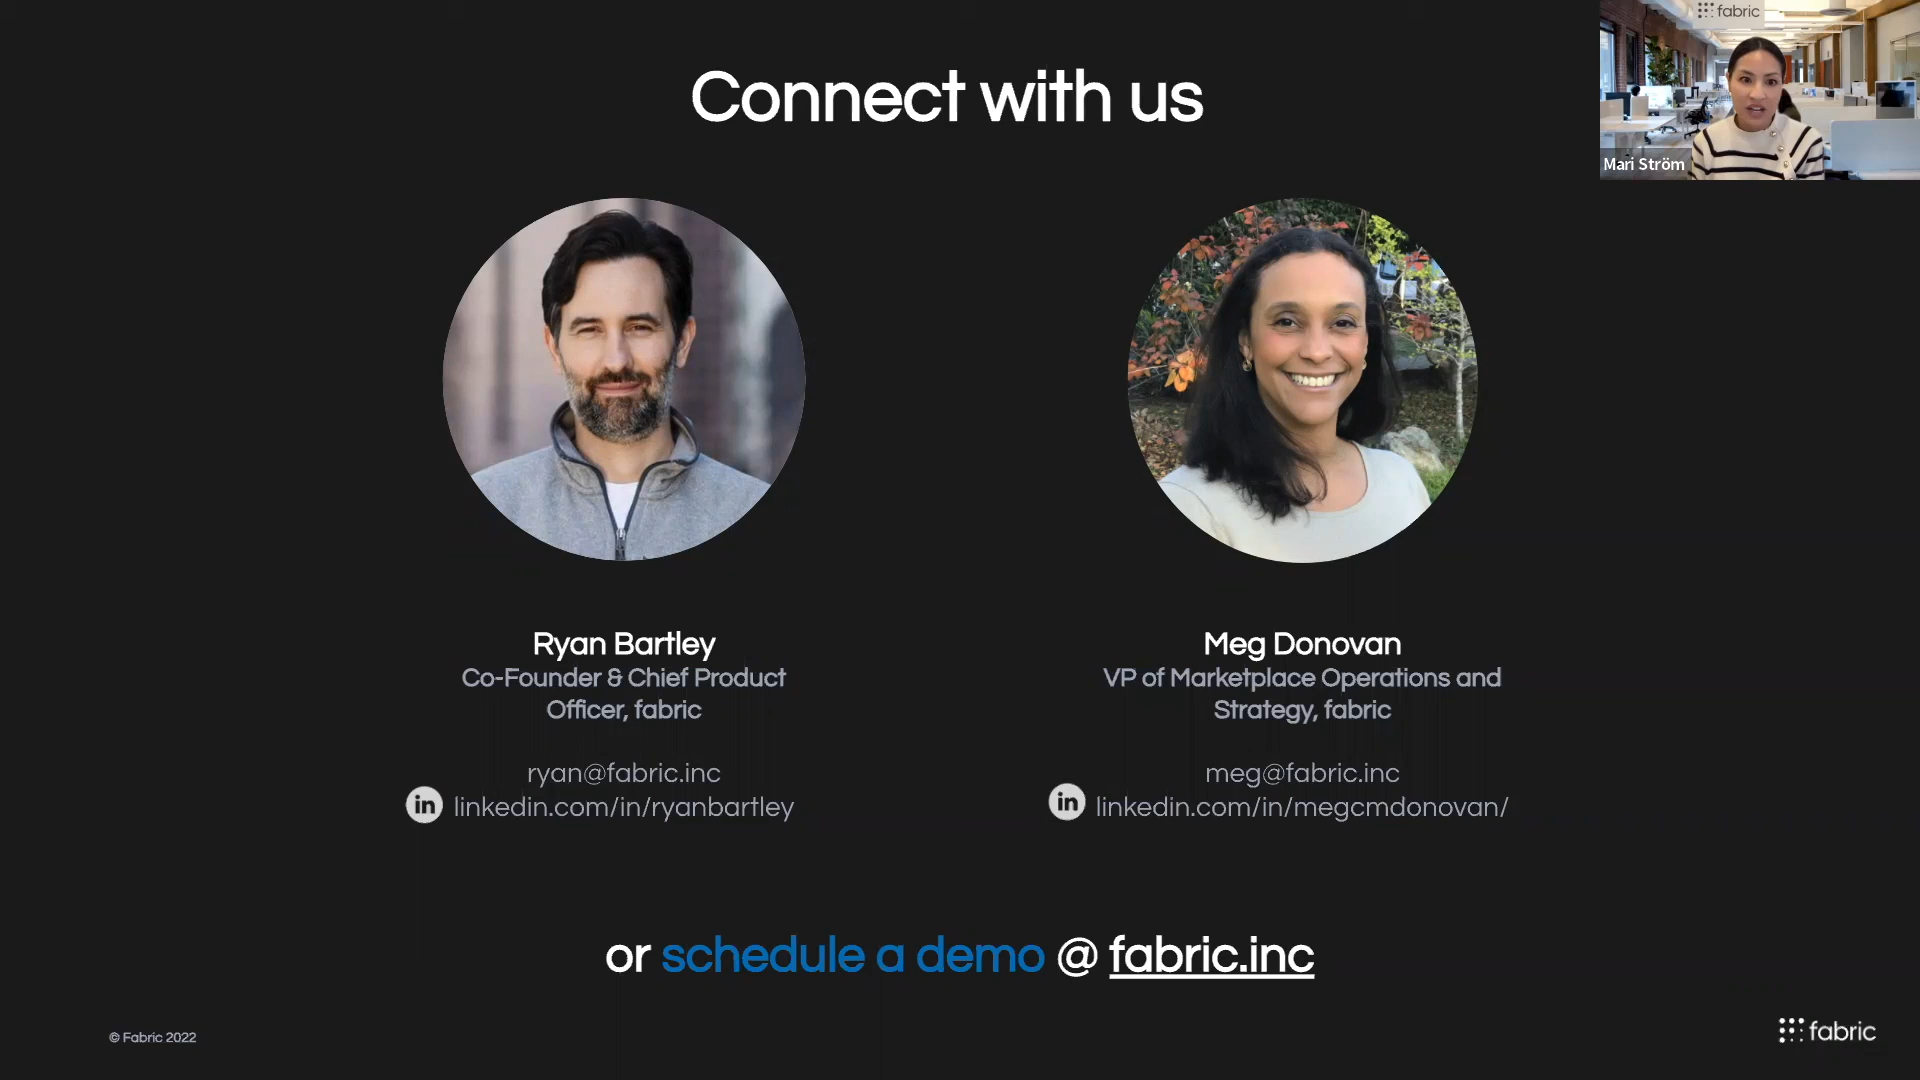 fabric
Connect with us
Mari Ström
Ryan Bartley
Co-Founder & Chief Product
Officer, fabric
ryan@fabric.inc
in linkedin.com/in/ryanbartley
Meg Donovan
VP of Marketplace Operations and
Strategy, fabric
meg@fabric.inc
in linkedin.com/in/megcmdonovan/
or schedule a demo @ fabric.inc
© Fabric 2022
fabric